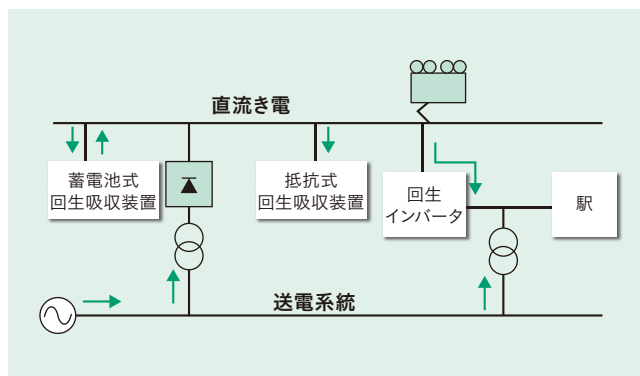 直流き電
蓄電池式
回生吸収装置
抵抗式
回生吸収装置
回生
インバータ
駅
送電系統